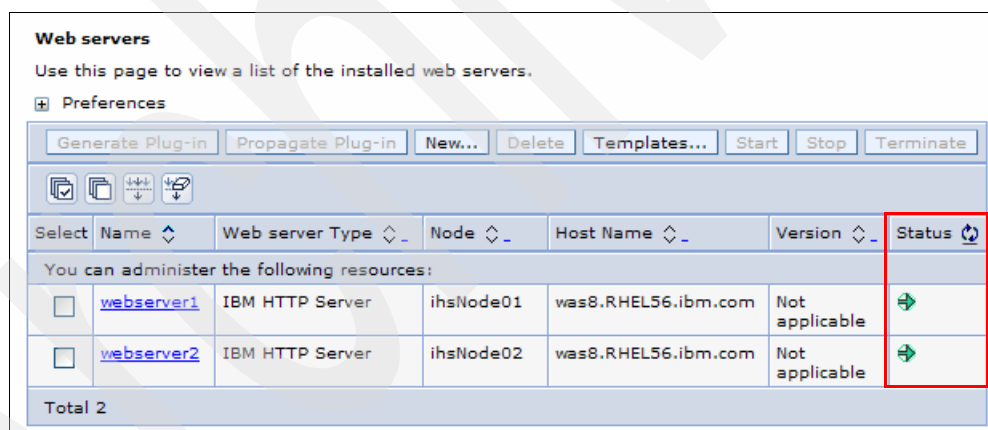 Web servers
Use this page to view a list of the installed web servers.
Preferences
Generate Plug-in Propagate Plug-in New... Delete Templates... Start Stop Terminate
Select Name Web server Type Node Host Name Version Status
You can administer the following resources:
webserver1 IBM HTTP Server ihsNode01 was8.RHEL56.ibm.com Not
applicable
webserver2 IBM HTTP Server ihsNode02 was8.RHEL56.ibm.com Not
applicable
Total 2